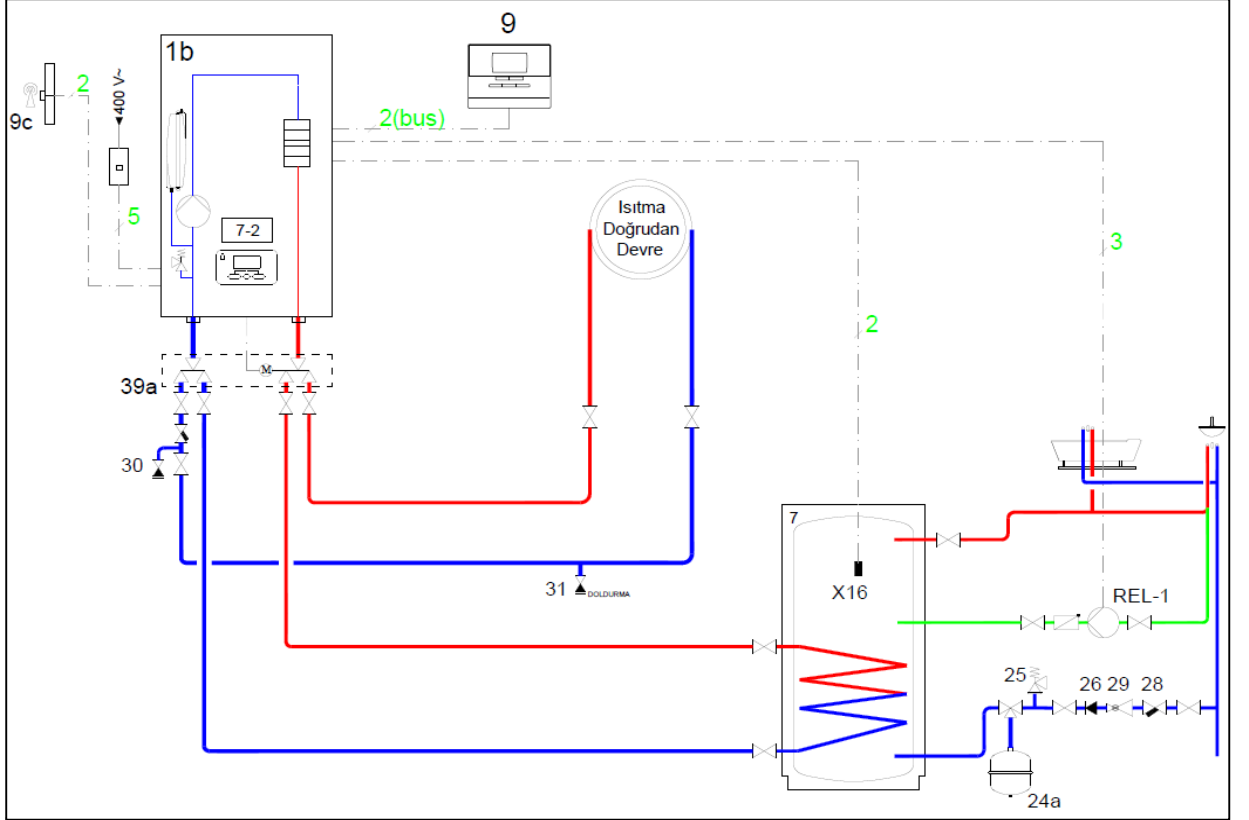 1b
9
2
400 V~
9c
2(bus)
5
7-2
Isıtma
Doğrudan
Devre
3
2
M
39a
30
7
31
DOLDURMA
X16
REL-1
25
26
29
28
24a